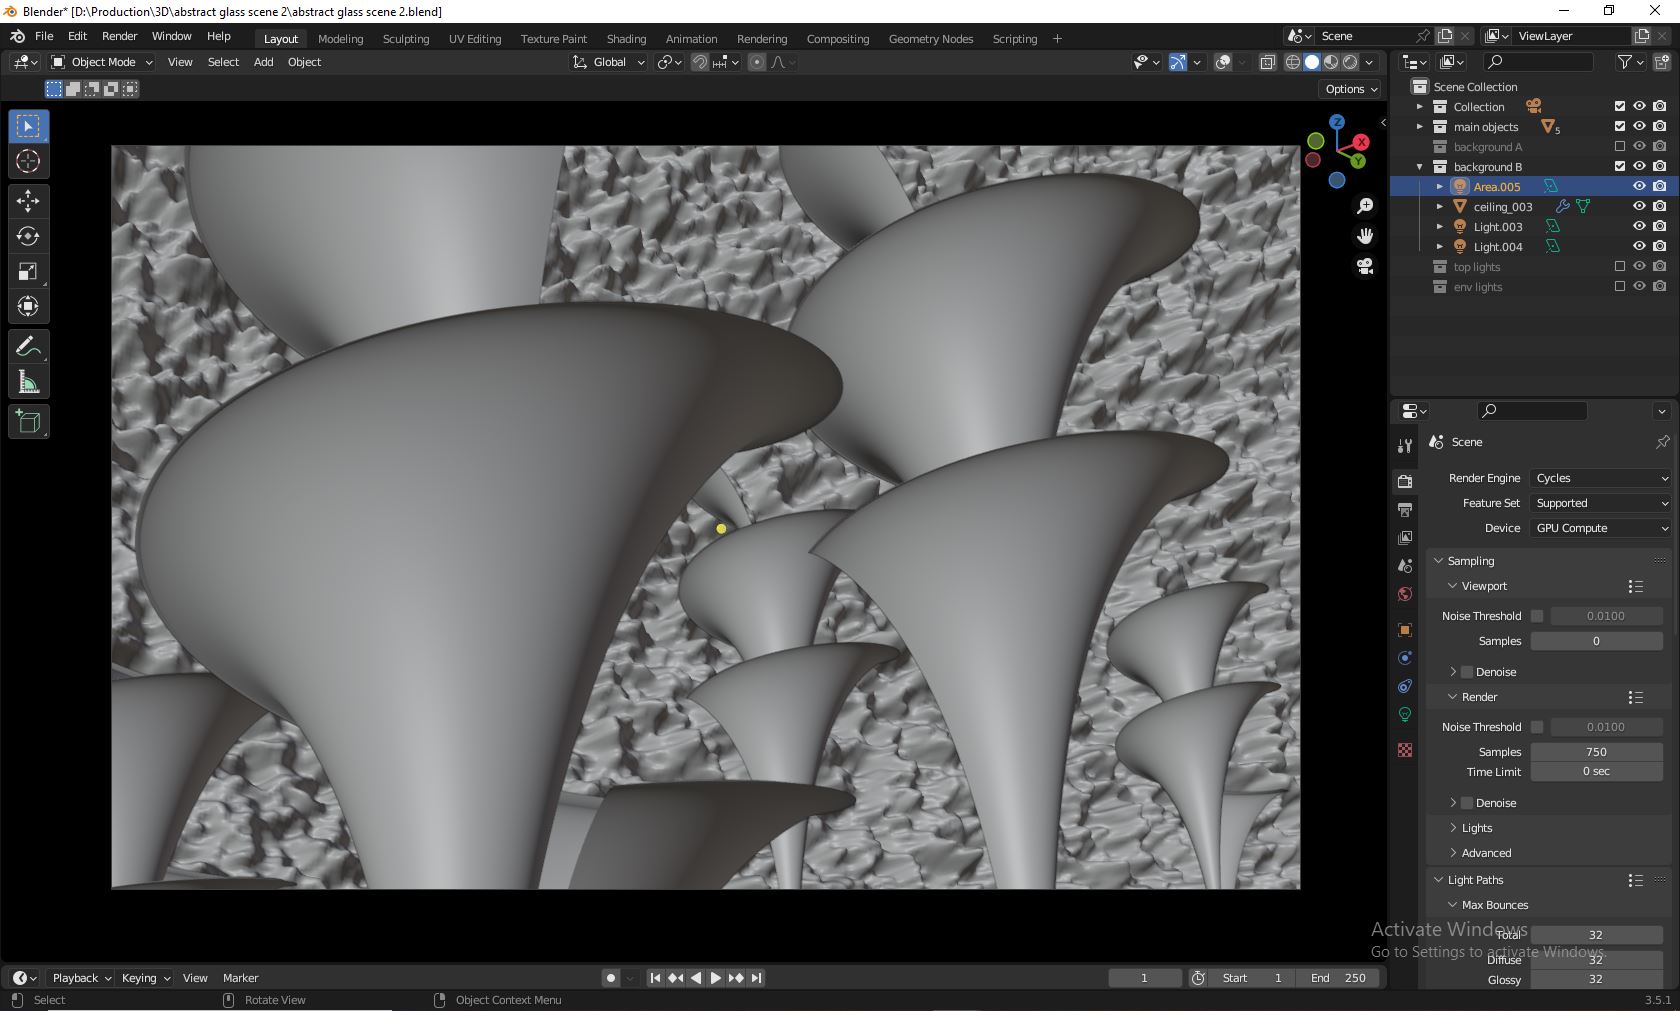 Blender* [D:\Production\3D\abstract glass scene 2\abstract glass scene 2.blend]
File Edit Render Window Help Layout Modeling Sculpting UV Editing Texture Paint Shading Animation Rendering Compositing Geometry Nodes Scripting + Scene ViewLayer
Object Mode View Select Add Object Global
Options
Scene Collection
Collection
main objects 5
background A
background B
Area.005
ceiling_003
Light.003
Light.004
top lights
env lights
Z
X
Y
Scene
Render Engine Cycles
Feature Set Supported
Device GPU Compute
Sampling
Viewport
Noise Threshold 0.0100
Samples 0
Denoise
Render
Noise Threshold 0.0100
Samples 750
Time Limit 0 sec
Denoise
Lights
Advanced
Light Paths
Max Bounces
Activate Windows
Total 32
Go to Settings to activate Windows.
Diffuse 32
Glossy 32
Playback Keying View Marker 1 Start 1 End 250
Select Rotate View Object Context Menu 3.5.1